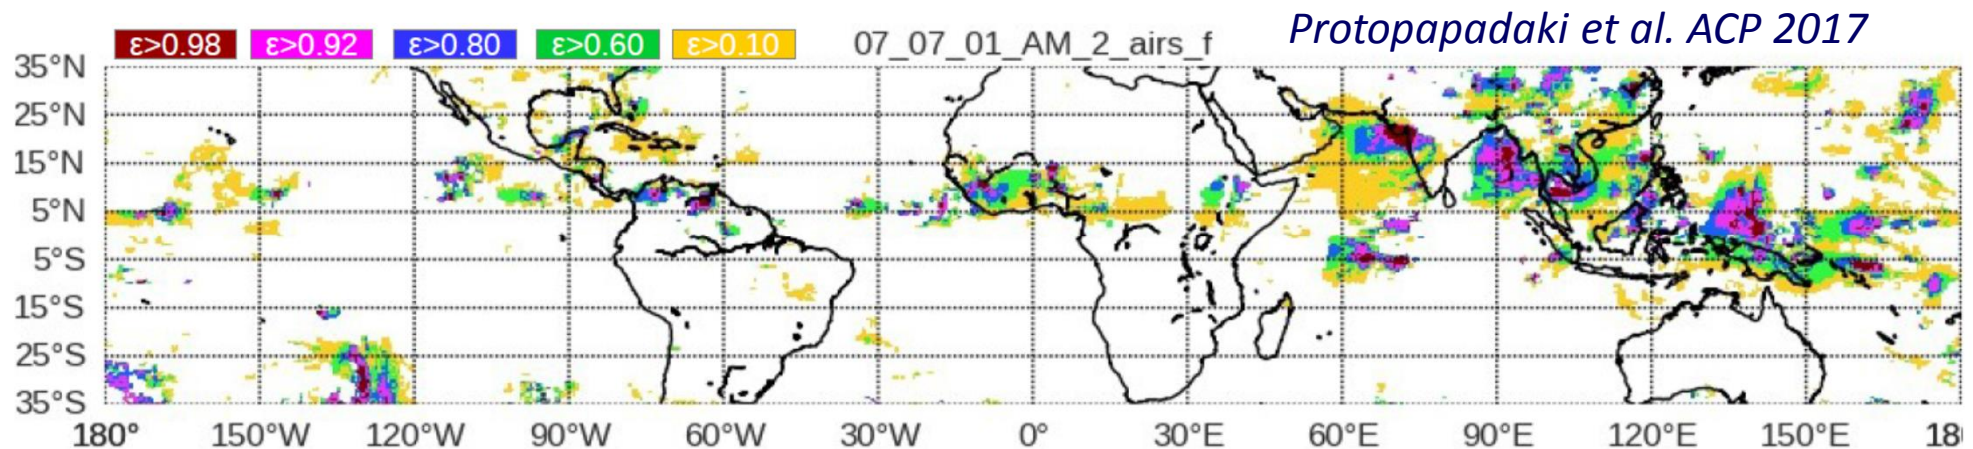 Protopapadaki et al. ACP 2017
ε>0.98 ε>0.92 ε>0.80 ε>0.60 ε>0.10 07_07_01_AM_2_airs_f
35°N
25°N
15°N
5°N
5°S
15°S
25°S
35°S
180° 150°W 120°W 90°W 60°W 30°W 0° 30°E 60°E 90°E 120°E 150°E 18